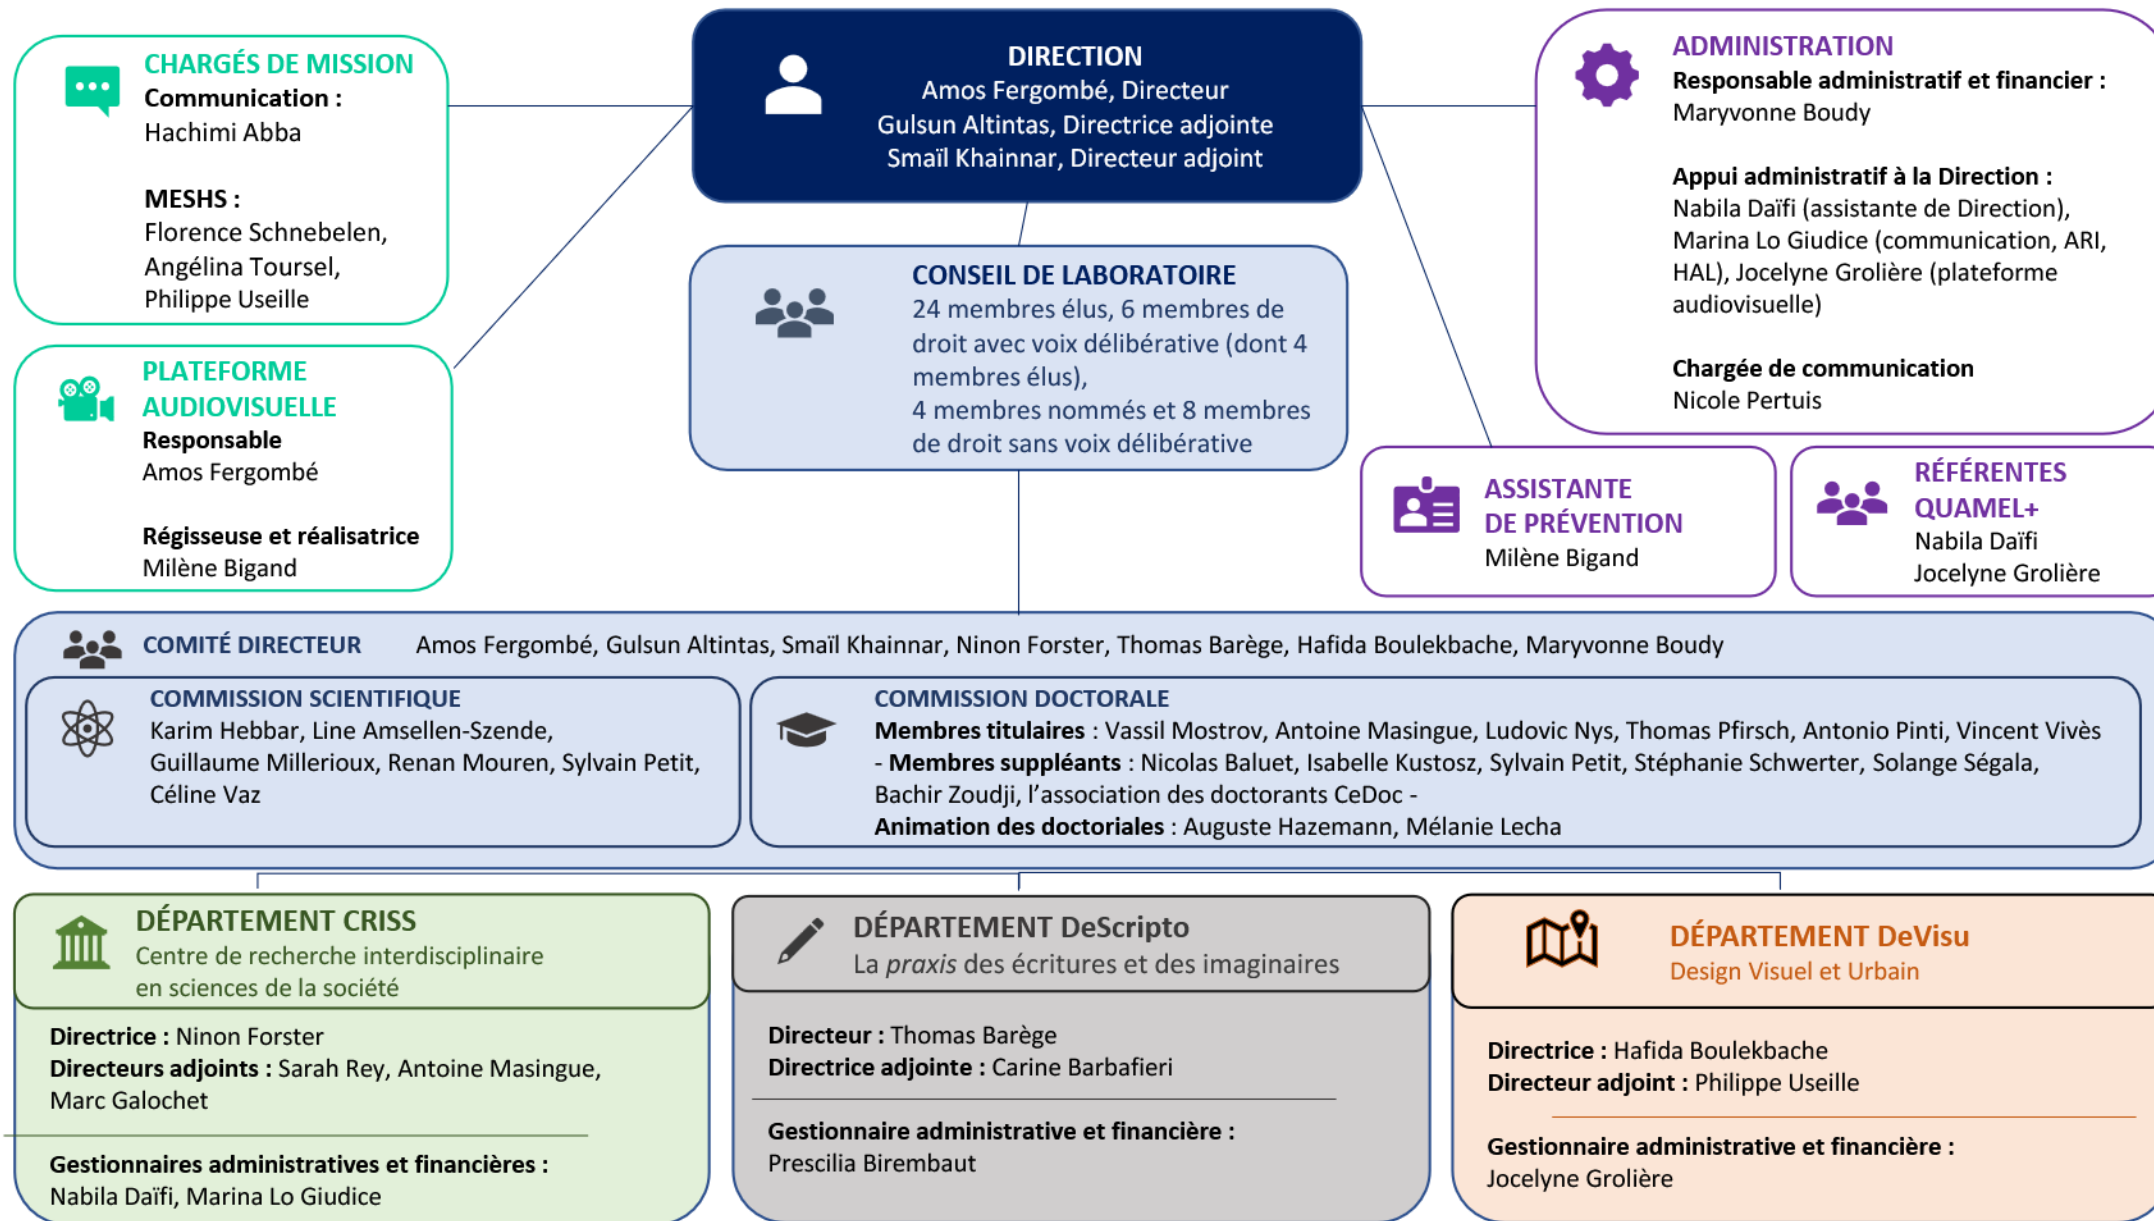 CHARGÉS DE MISSION
Communication :
Hachimi Abba
MESHS :
Florence Schnebelen,
Angélina Toursel,
Philippe Useille
PLATEFORME
AUDIOVISUELLE
Responsable
Amos Fergombé
Régisseuse et réalisatrice
Milène Bigand
DIRECTION
Amos Fergombé, Directeur
Gulsun Altintas, Directrice adjointe
Smaïl Khainnar, Directeur adjoint
CONSEIL DE LABORATOIRE
24 membres élus, 6 membres de
droit avec voix délibérative (dont 4
membres élus),
4 membres nommés et 8 membres
de droit sans voix délibérative
ADMINISTRATION
Responsable administratif et financier :
Maryvonne Boudy
Appui administratif à la Direction :
Nabila Daïfi (assistante de Direction),
Marina Lo Giudice (communication, ARI,
HAL), Jocelyne Grolière (plateforme
audiovisuelle)
Chargée de communication
Nicole Pertuis
ASSISTANTE
DE PRÉVENTION
Milène Bigand
RÉFÉRENTES
QUAMEL+
Nabila Daïfi
Jocelyne Grolière
COMITÉ DIRECTEUR Amos Fergombé, Gulsun Altintas, Smaïl Khainnar, Ninon Forster, Thomas Barège, Hafida Boulekbache, Maryvonne Boudy
COMMISSION SCIENTIFIQUE
Karim Hebbar, Line Amsellen-Szende,
Guillaume Millerioux, Renan Mouren, Sylvain Petit,
Céline Vaz
COMMISSION DOCTORALE
Membres titulaires : Vassil Mostrov, Antoine Masingue, Ludovic Nys, Thomas Pfirsch, Antonio Pinti, Vincent Vivès
- Membres suppléants : Nicolas Baluet, Isabelle Kustosz, Sylvain Petit, Stéphanie Schwerter, Solange Ségala,
Bachir Zoudji, l’association des doctorants CeDoc -
Animation des doctoriales : Auguste Hazemann, Mélanie Lecha
DÉPARTEMENT CRISS
Centre de recherche interdisciplinaire
en sciences de la société
Directrice : Ninon Forster
Directeurs adjoints : Sarah Rey, Antoine Masingue,
Marc Galochet
Gestionnaires administratives et financières :
Nabila Daïfi, Marina Lo Giudice
DÉPARTEMENT DeScripto
La praxis des écritures et des imaginaires
Directeur : Thomas Barège
Directrice adjointe : Carine Barbafieri
Gestionnaire administrative et financière :
Prescilia Birembaut
DÉPARTEMENT DeVisu
Design Visuel et Urbain
Directrice : Hafida Boulekbache
Directeur adjoint : Philippe Useille
Gestionnaire administrative et financière :
Jocelyne Grolière